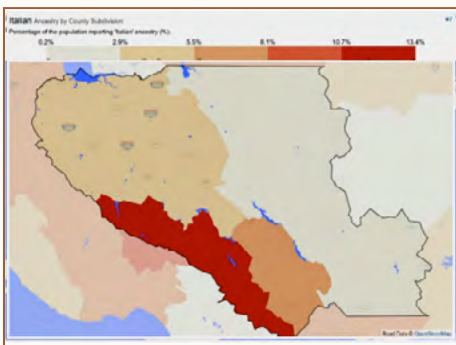 Italian Ancestry by County Subdivision
Percentage of the population reporting 'Italian' ancestry (%):
0.2% 2.9% 5.5% 8.1% 10.7% 13.4%
Road Data © OpenStreetMap